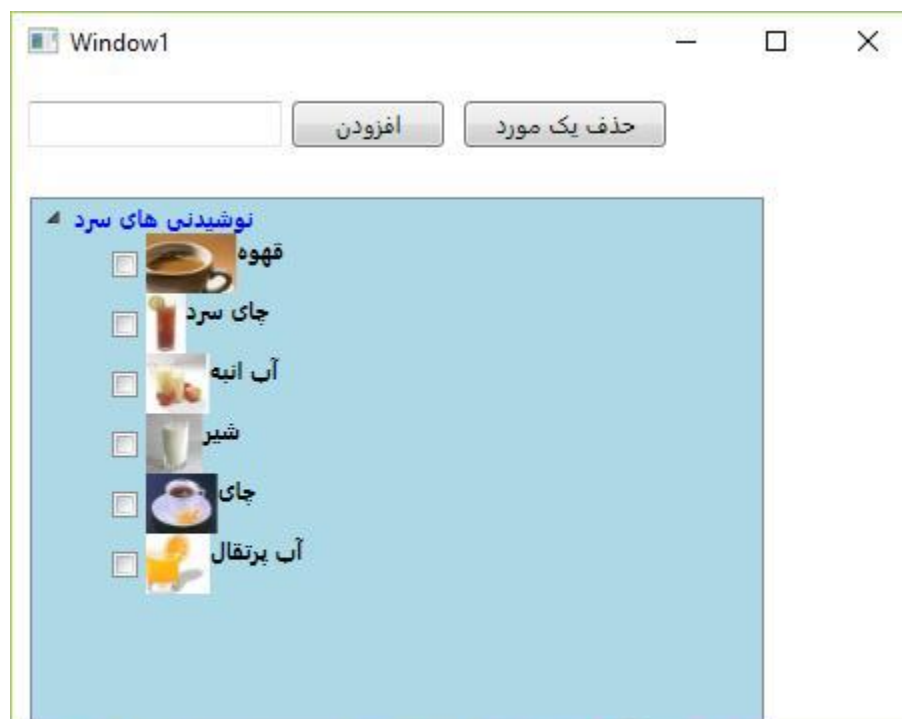 Window1
افزودن
حذف یک مورد
نوشیدنی های سرد
قهوه
چای سرد
آب انبه
شیر
چای
آب پرتقال